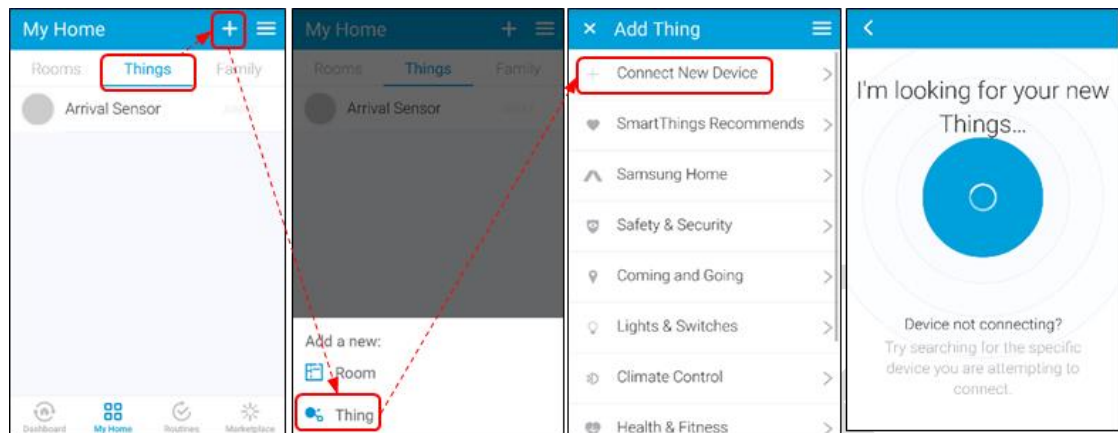 My Home
Rooms Things Family
Arrival Sensor
Dashboard My Home Routines Marketplace
My Home
Rooms Things Family
Arrival Sensor
Add a new:
Room
Thing
Add Thing
Connect New Device
SmartThings Recommends
Samsung Home
Safety & Security
Coming and Going
Lights & Switches
Climate Control
Health & Fitness
I'm looking for your new
Things...
Device not connecting?
Try searching for the specific
device you are attempting to
connect.